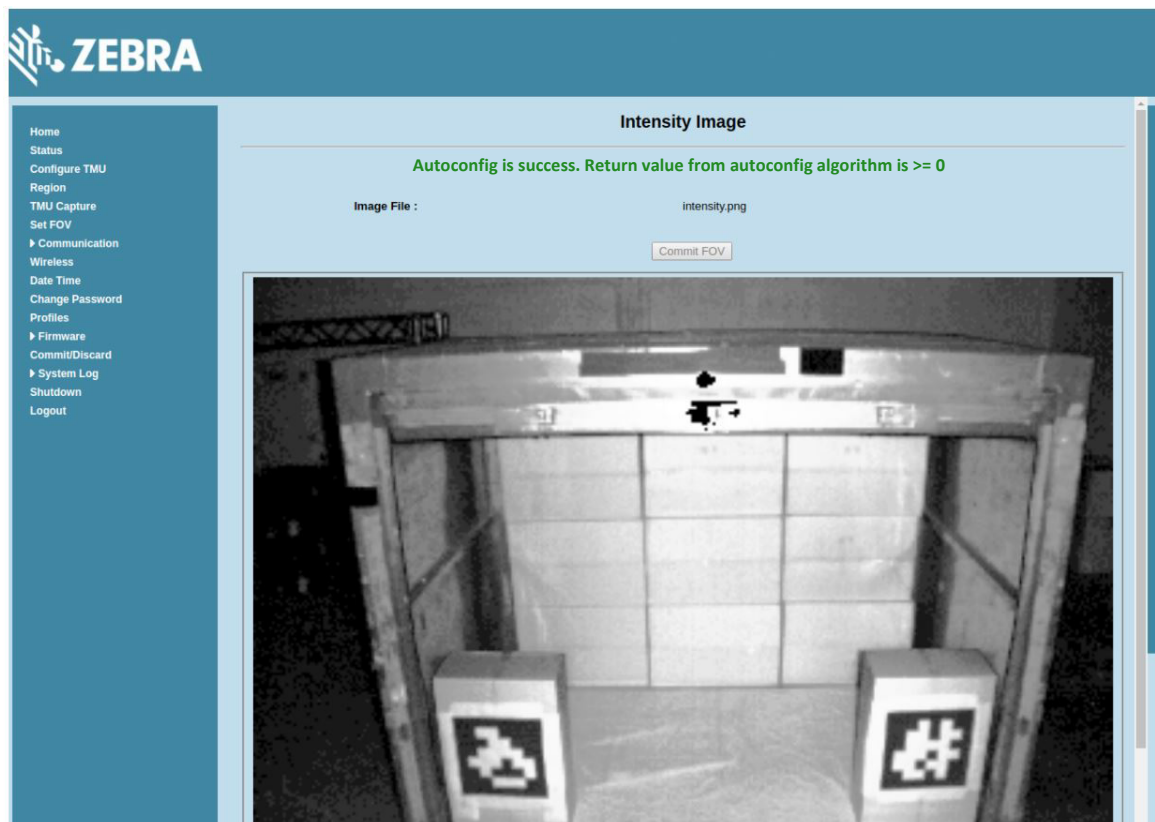 ZEBRA
Home
Status
Configure TMU
Region
TMU Capture
Set FOV
Communication
Wireless
Date Time
Change Password
Profiles
Firmware
Commit/Discard
System Log
Shutdown
Logout
Intensity Image
Autoconfig is success. Return value from autoconfig algorithm is >= 0
Image File : intensity.png
Commit FOV